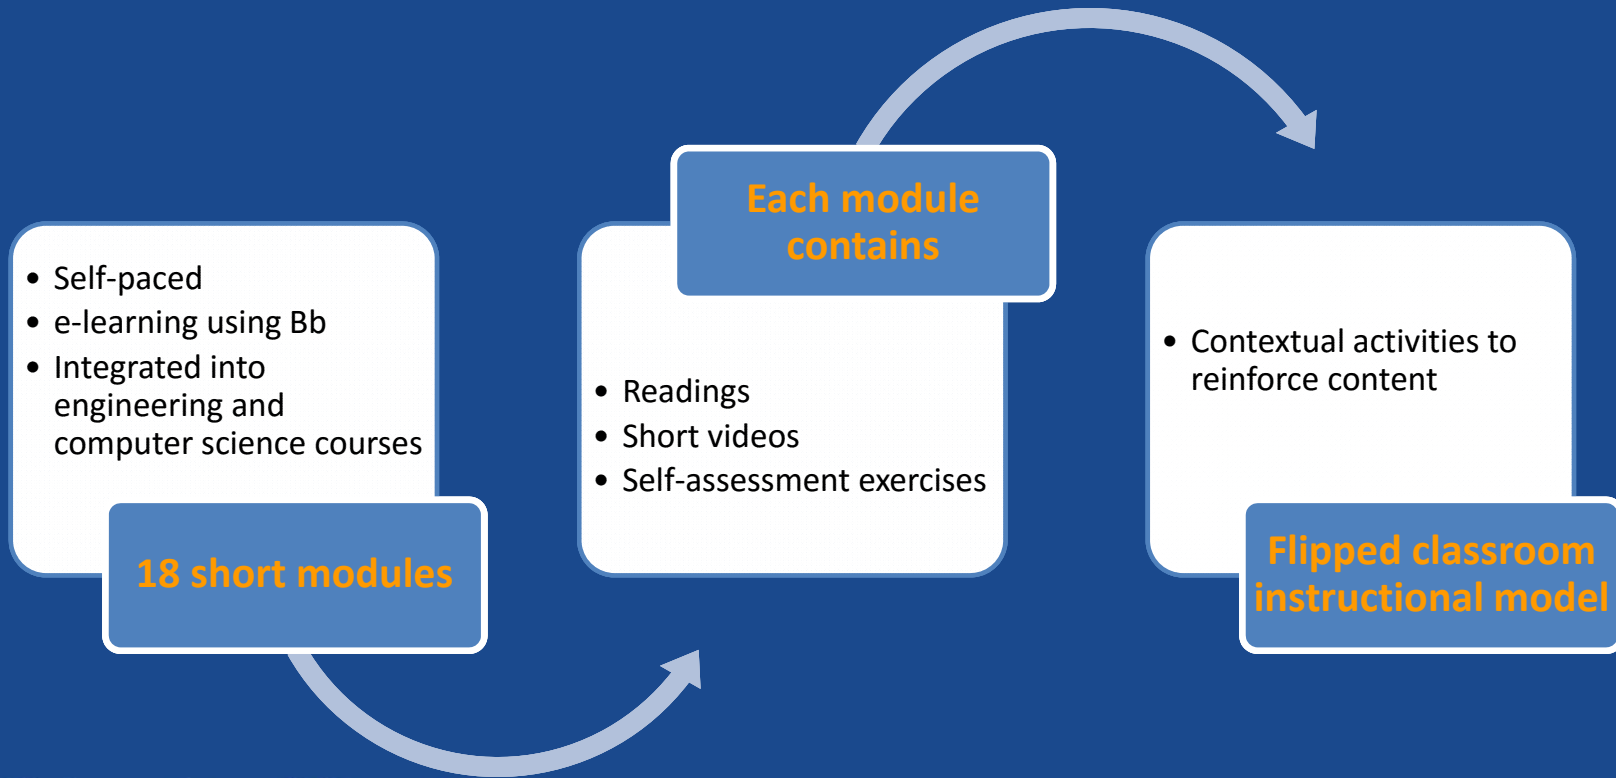 • Self-paced
• e-learning using Bb
• Integrated into
engineering and
computer science courses
18 short modules
Each module
contains
• Readings
• Short videos
• Self-assessment exercises
• Contextual activities to
reinforce content
Flipped classroom
instructional model